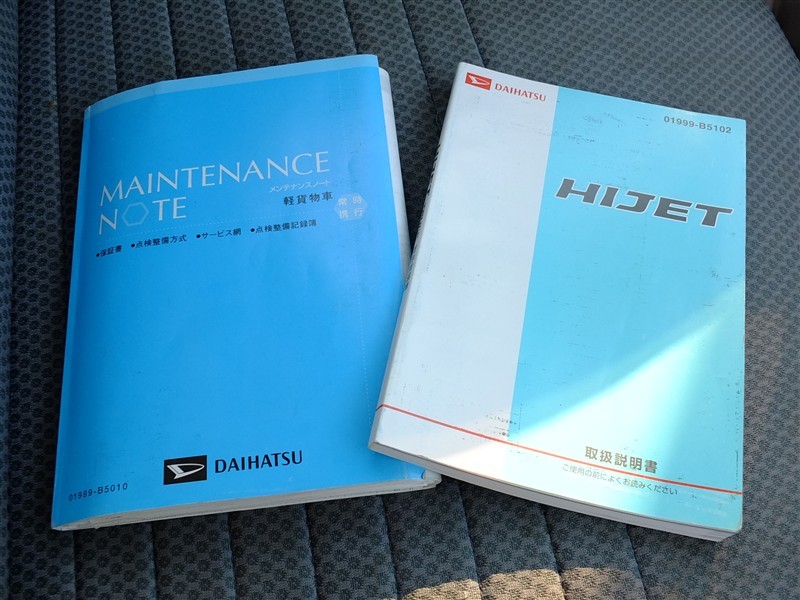 MAINTENANCE
NOTE
メンテナンスノート
軽貨物車
常時
携行
●保証書 ●点検整備方式 ●サービス網 ●点検整備記録簿
DAIHATSU
01989-B5010
DAIHATSU
01999-B5102
HIJET
取扱説明書
ご使用の前によくお読みください